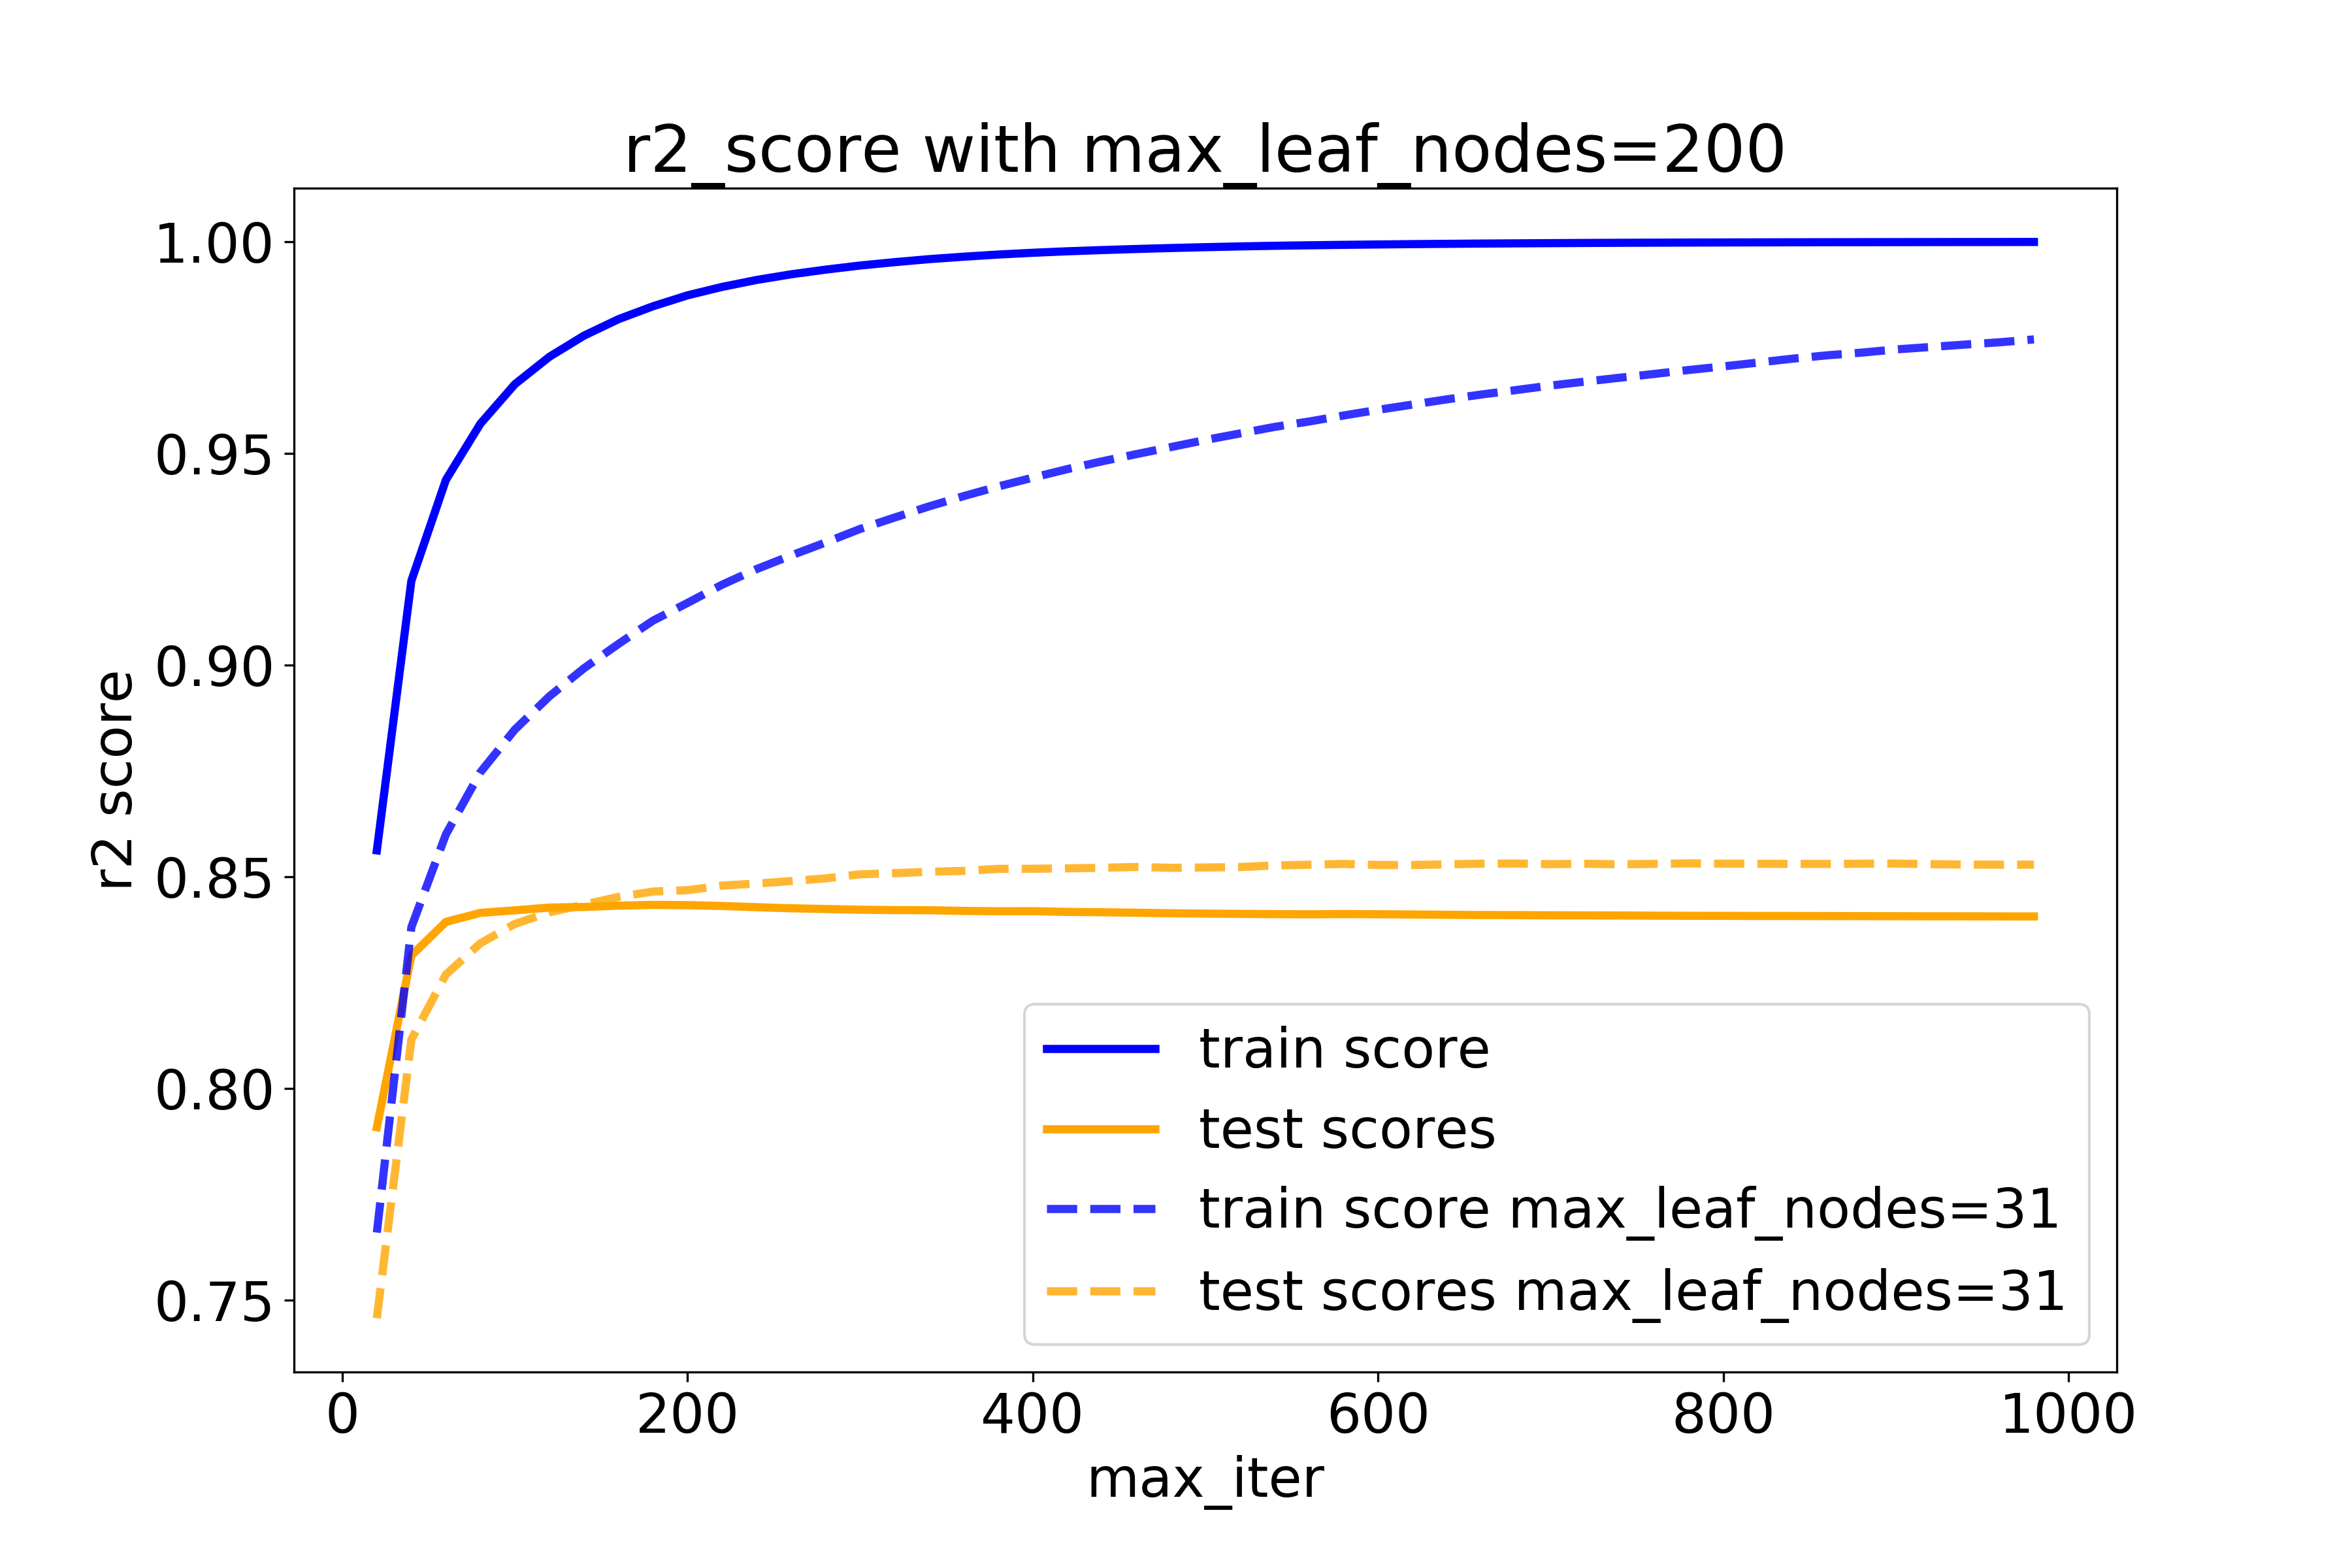 r2_score with max_leaf_nodes=200
1.00
0.95
0.90
0.85
0.80
0.75
r2 score
train score
test scores
train score max_leaf_nodes=31
test scores max_leaf_nodes=31
0 200 400 600 800 1000
max_iter